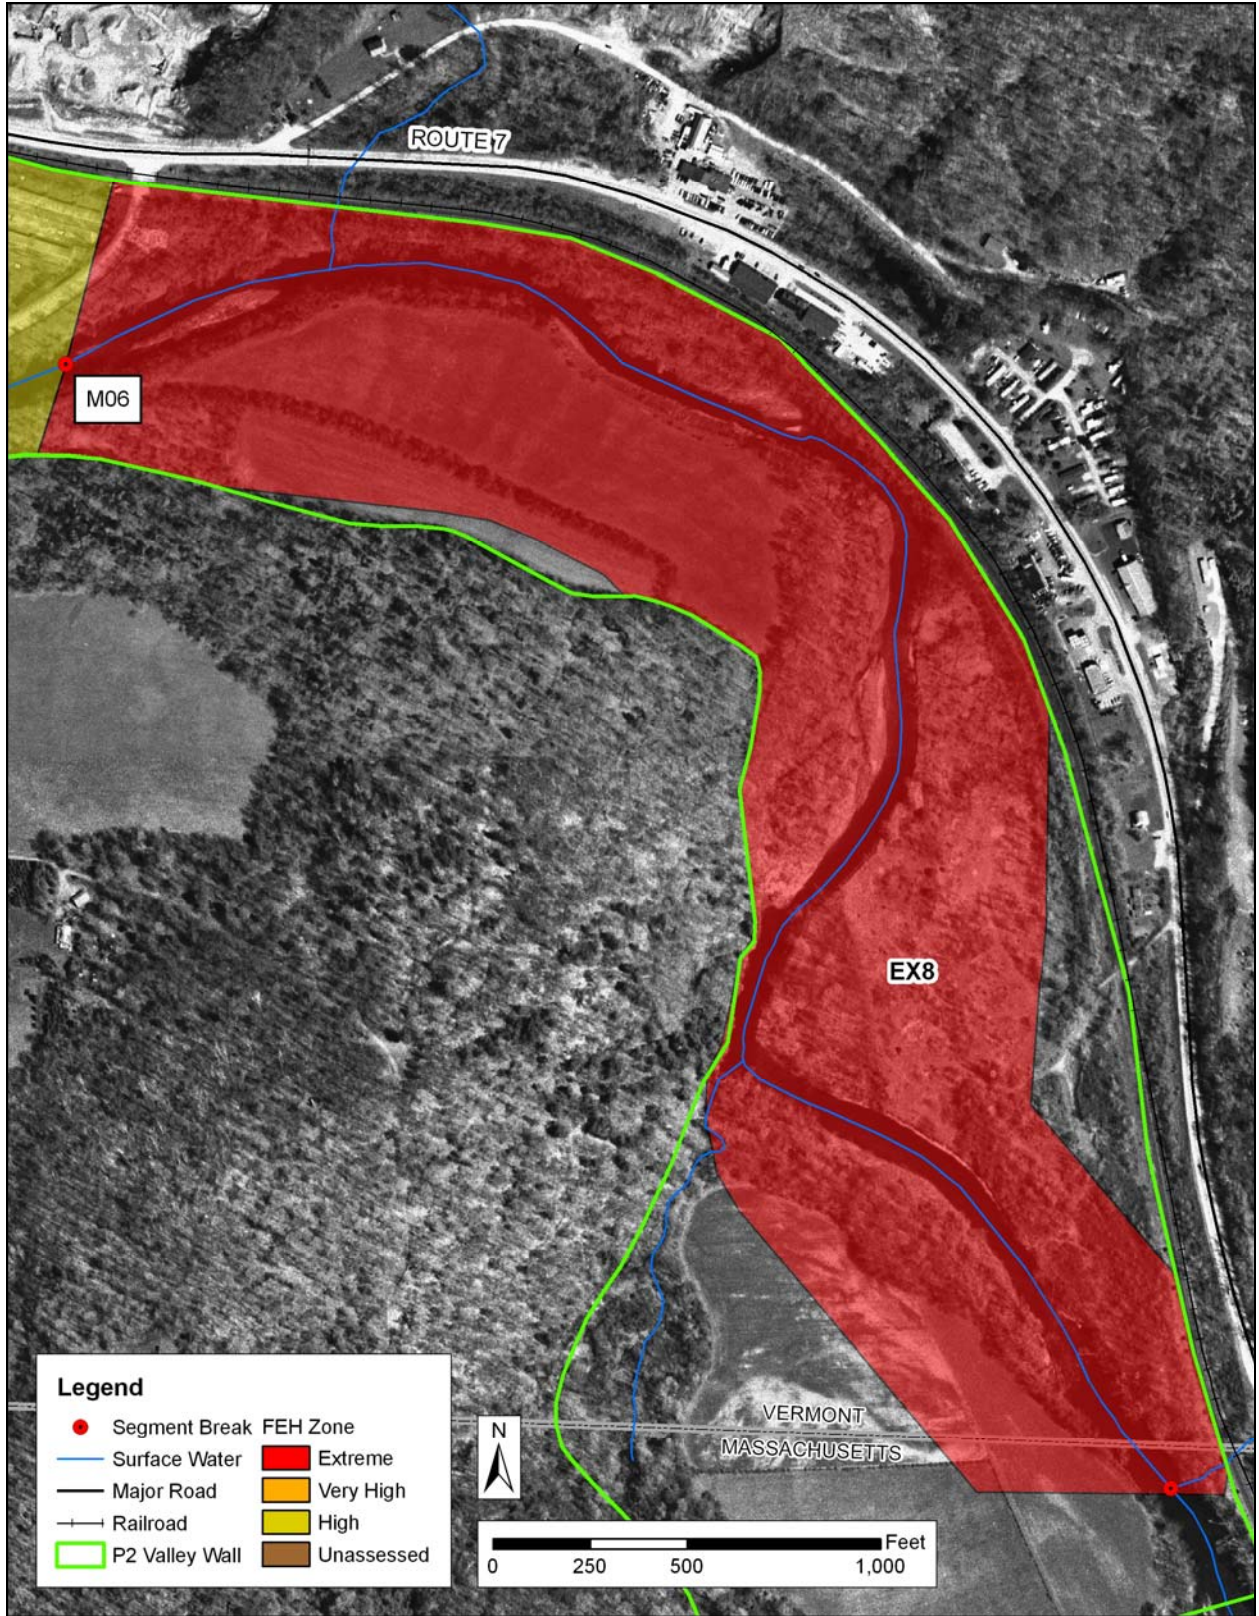 ROUTE 7
M06
EX8
VERMONT
MASSACHUSETTS
Legend
Segment Break
Surface Water
Major Road
Railroad
P2 Valley Wall
FEH Zone
Extreme
Very High
High
Unassessed
N
Feet
0 250 500 1,000